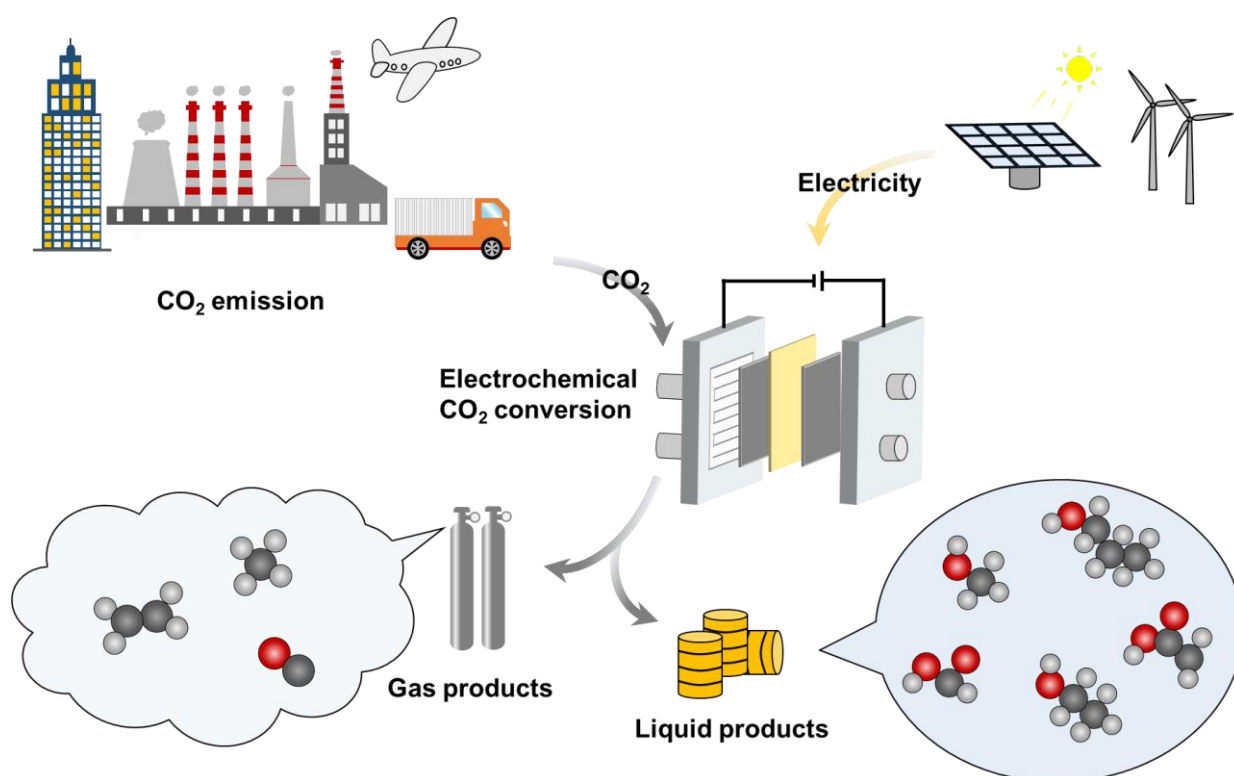 Electricity
CO₂
CO₂ emission
Electrochemical
CO₂ conversion
Gas products
Liquid products